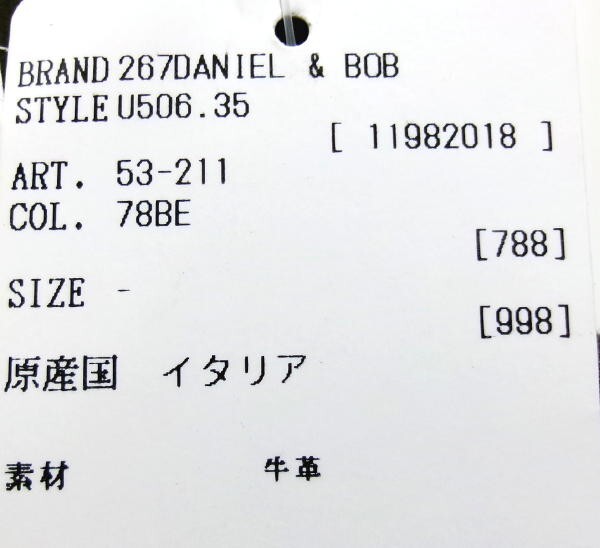 BRAND 267DANIEL & BOB
STYLE U506.35
[ 11982018 ]
ART. 53-211
COL. 78BE
[788]
SIZE -
[998]
原産国 イタリア
素材 牛革